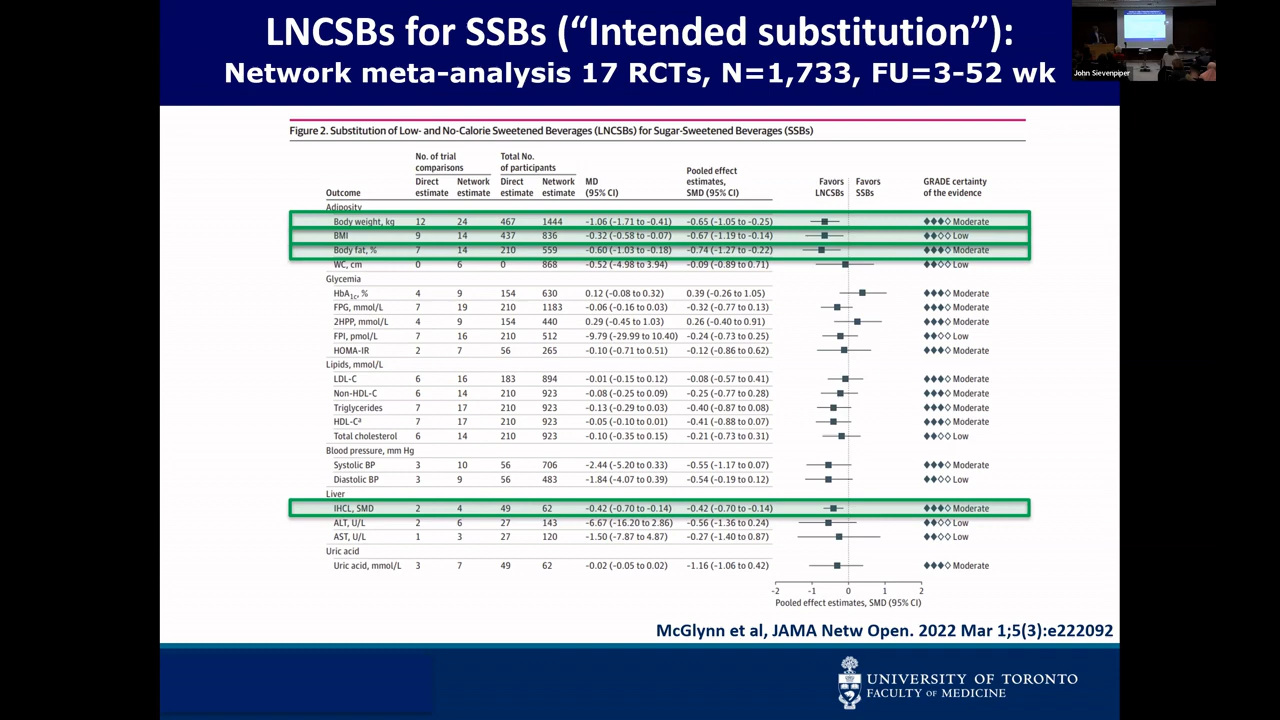 LNCSBs for SSBs (“Intended substitution”):
Network meta-analysis 17 RCTs, N=1,733, FU=3-52 wk
John Sievenpiper
Figure 2. Substitution of Low- and No-Calorie Sweetened Beverages (LNCSBs) for Sugar-Sweetened Beverages (SSBs)
No. of trial comparisons Total No. of participants
Outcome Direct estimate Network estimate Direct estimate Network estimate MD (95% CI) Pooled effect estimates, SMD (95% CI) Favors LNCSBs Favors SSBs GRADE certainty of the evidence
Adiposity
Body weight, kg 12 24 467 1444 -1.06 (-1.71 to -0.41) -0.65 (-1.05 to -0.25) ♦♦♦◊ Moderate
BMI 9 14 437 836 -0.32 (-0.58 to -0.07) -0.67 (-1.19 to -0.14) ♦♦◊◊ Low
Body fat, % 7 14 210 559 -0.60 (-1.03 to -0.18) -0.74 (-1.27 to -0.22) ♦♦♦◊ Moderate
WC, cm 0 6 0 868 -0.52 (-4.98 to 3.94) -0.09 (-0.89 to 0.71) ♦♦◊◊ Low
Glycemia
HbA1c, % 4 9 154 630 0.12 (-0.08 to 0.32) 0.39 (-0.26 to 1.05) ♦♦♦◊ Moderate
FPG, mmol/L 7 19 210 1183 -0.06 (-0.16 to 0.03) -0.32 (-0.77 to 0.13) ♦♦♦◊ Moderate
2HPP, mmol/L 4 9 154 440 0.29 (-0.45 to 1.03) 0.26 (-0.40 to 0.91) ♦♦♦◊ Moderate
FPI, pmol/L 7 16 210 512 -9.79 (-29.99 to 10.40) -0.24 (-0.73 to 0.25) ♦♦◊◊ Low
HOMA-IR 2 7 56 265 -0.10 (-0.71 to 0.51) -0.12 (-0.86 to 0.62) ♦♦♦◊ Moderate
Lipids, mmol/L
LDL-C 6 16 183 894 -0.01 (-0.15 to 0.12) -0.08 (-0.57 to 0.41) ♦♦♦◊ Moderate
Non-HDL-C 6 14 210 923 -0.08 (-0.25 to 0.09) -0.25 (-0.77 to 0.28) ♦♦♦◊ Moderate
Triglycerides 7 17 210 923 -0.13 (-0.29 to 0.03) -0.40 (-0.87 to 0.08) ♦♦♦◊ Moderate
HDL-Ca 7 17 210 923 -0.05 (-0.10 to 0.01) -0.41 (-0.88 to 0.07) ♦♦♦◊ Moderate
Total cholesterol 6 14 210 923 -0.10 (-0.35 to 0.15) -0.21 (-0.73 to 0.31) ♦♦◊◊ Low
Blood pressure, mm Hg
Systolic BP 3 10 56 706 -2.44 (-5.20 to 0.33) -0.55 (-1.17 to 0.07) ♦♦♦◊ Moderate
Diastolic BP 3 9 56 483 -1.84 (-4.07 to 0.39) -0.54 (-0.19 to 0.12) ♦♦◊◊ Low
Liver
IHCL, SMD 2 4 49 62 -0.42 (-0.70 to -0.14) -0.42 (-0.70 to -0.14) ♦♦♦◊ Moderate
ALT, U/L 2 6 27 143 -6.67 (-16.20 to 2.86) -0.56 (-1.36 to 0.24) ♦♦◊◊ Low
AST, U/L 1 3 27 120 -1.50 (-7.87 to 4.87) -0.27 (-1.40 to 0.87) ♦♦◊◊ Low
Uric acid
Uric acid, mmol/L 3 7 49 62 -0.02 (-0.05 to 0.02) -1.16 (-1.06 to 0.42) ♦♦♦◊ Moderate
-2 -1 0 1 2
Pooled effect estimates, SMD (95% CI)
McGlynn et al, JAMA Netw Open. 2022 Mar 1;5(3):e222092
UNIVERSITY OF TORONTO
FACULTY OF MEDICINE